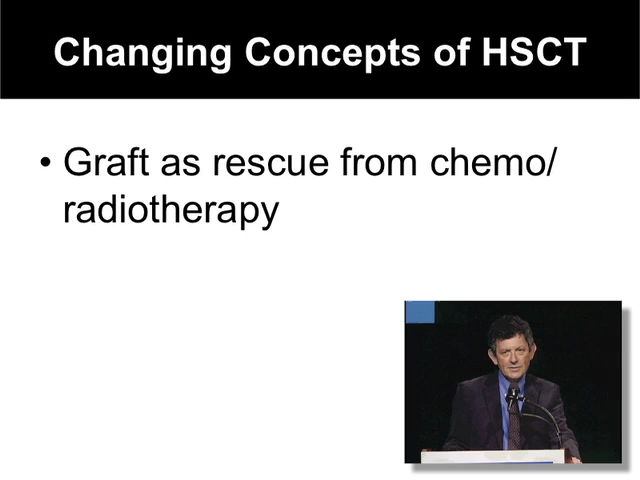 Changing Concepts of HSCT
• Graft as rescue from chemo/
radiotherapy